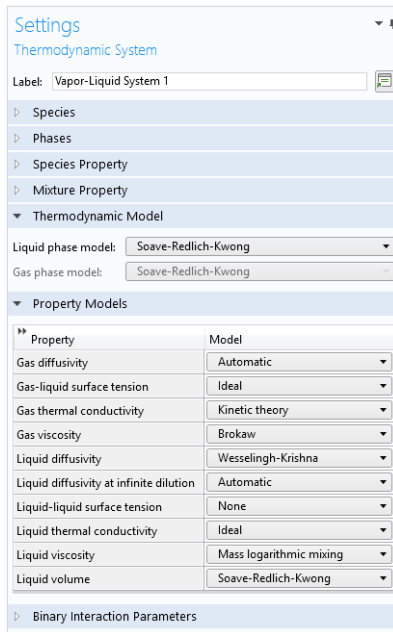 Settings
Thermodynamic System
Label: Vapor-Liquid System 1
Species
Phases
Species Property
Mixture Property
Thermodynamic Model
Liquid phase model: Soave-Redlich-Kwong
Gas phase model: Soave-Redlich-Kwong
Property Models
Property Model
Gas diffusivity Automatic
Gas-liquid surface tension Ideal
Gas thermal conductivity Kinetic theory
Gas viscosity Brokaw
Liquid diffusivity Wesselingh-Krishna
Liquid diffusivity at infinite dilution Automatic
Liquid-liquid surface tension None
Liquid thermal conductivity Ideal
Liquid viscosity Mass logarithmic mixing
Liquid volume Soave-Redlich-Kwong
Binary Interaction Parameters